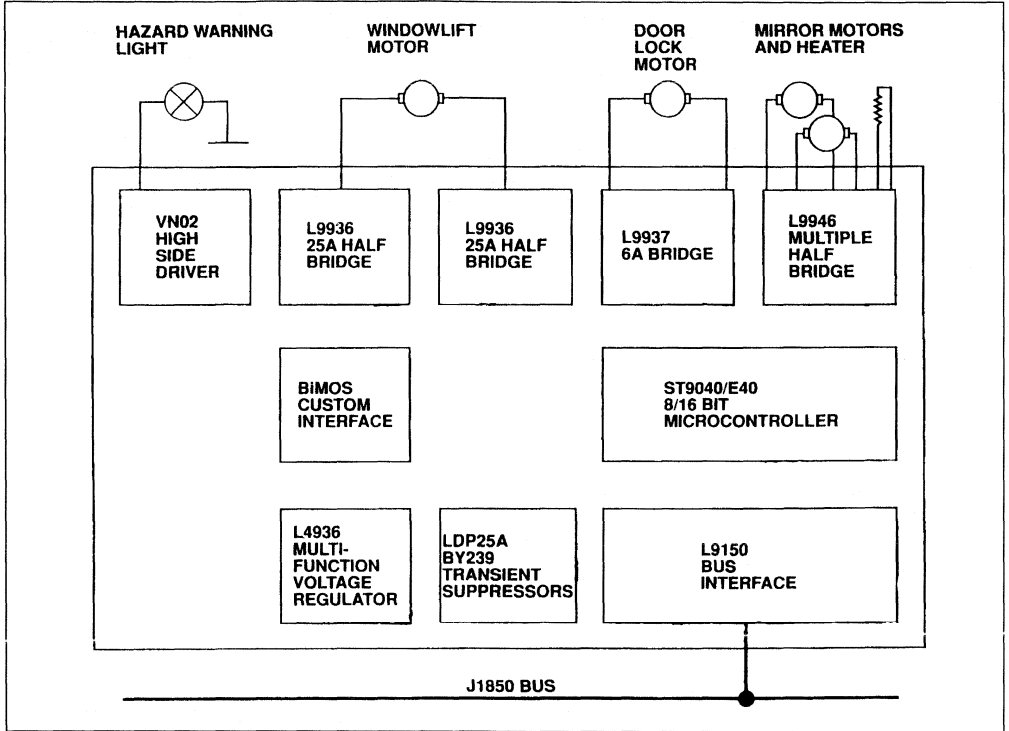 HAZARD WARNING
LIGHT
WINDOWLIFT
MOTOR
DOOR
LOCK
MOTOR
MIRROR MOTORS
AND HEATER
VN02
HIGH
SIDE
DRIVER
L9936
25A HALF
BRIDGE
L9936
25A HALF
BRIDGE
L9937
6A BRIDGE
L9946
MULTIPLE
HALF
BRIDGE
BiMOS
CUSTOM
INTERFACE
ST9040/E40
8/16 BIT
MICROCONTROLLER
L4936
MULTI-
FUNCTION
VOLTAGE
REGULATOR
LDP25A
BY239
TRANSIENT
SUPPRESSORS
L9150
BUS
INTERFACE
J1850 BUS